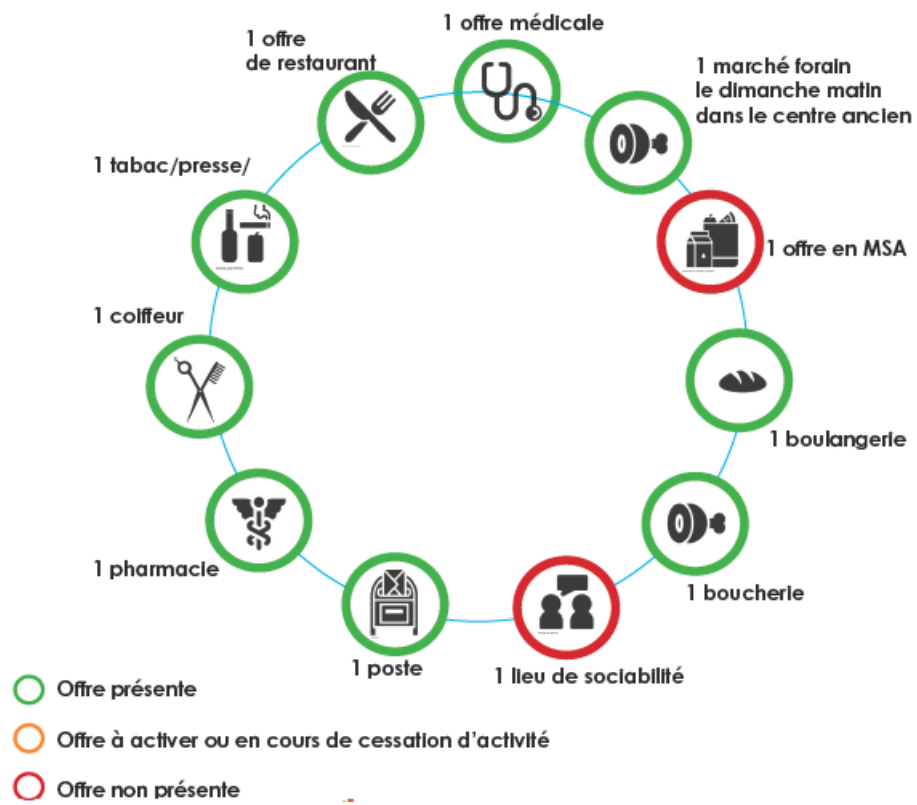 1 offre médicale
1 offre
de restaurant
1 marché forain
le dimanche matin
dans le centre ancien
1 tabac/presse/
1 offre en MSA
1 coiffeur
1 boulangerie
1 pharmacie
1 boucherie
1 poste
1 lieu de sociabilité
Offre présente
Offre à activer ou en cours de cessation d'activité
Offre non présente